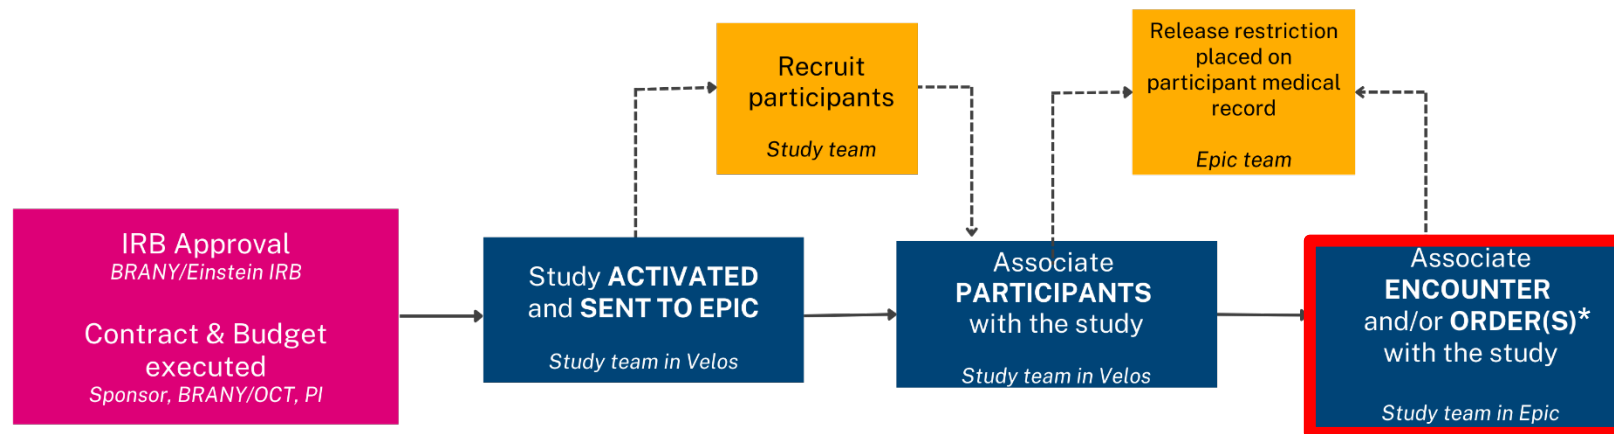 IRB Approval
BRANY/Einstein IRB
Contract & Budget
executed
Sponsor, BRANY/OCT, PI
Study ACTIVATED
and SENT TO EPIC
Study team in Velos
Recruit
participants
Study team
Associate
PARTICIPANTS
with the study
Study team in Velos
Release restriction
placed on
participant medical
record
Epic team
Associate
ENCOUNTER
and/or ORDER(S)*
with the study
Study team in Epic